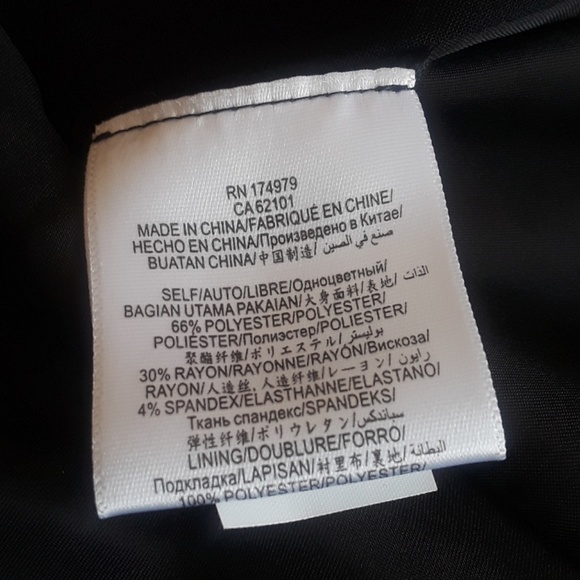 RN 174979
CA 62101
MADE IN CHINA/FABRIQUÉ EN CHINE/
HECHO EN CHINA/Произведено в Китае/
BUATAN CHINA/中国制造/ صنع في الصين/
SELF/AUTO/LIBRE/Одноцветный/ الذات/
BAGIAN UTAMA PAKAIAN/大身面料/表地/
66% POLYESTER/POLYESTER/
POLIÉSTER/Полиэстер/POLIESTER/
聚酯纤维/ポリエステル/ بوليستر/
30% RAYON/RAYONNE/RAYÓN/Вискоза/
RAYON/人造丝, 人造纤维/レーヨン/ رايون/
4% SPANDEX/ÉLASTHANNE/ELASTANO/
Ткань спандекс/SPANDEKS/
弹性纤维/ポリウレタン/ سباندكس/
LINING/DOUBLURE/FORRO/
Подкладка/LAPISAN/衬里布/裏地/ البطانة/
100% POLYESTER/POLYESTER/